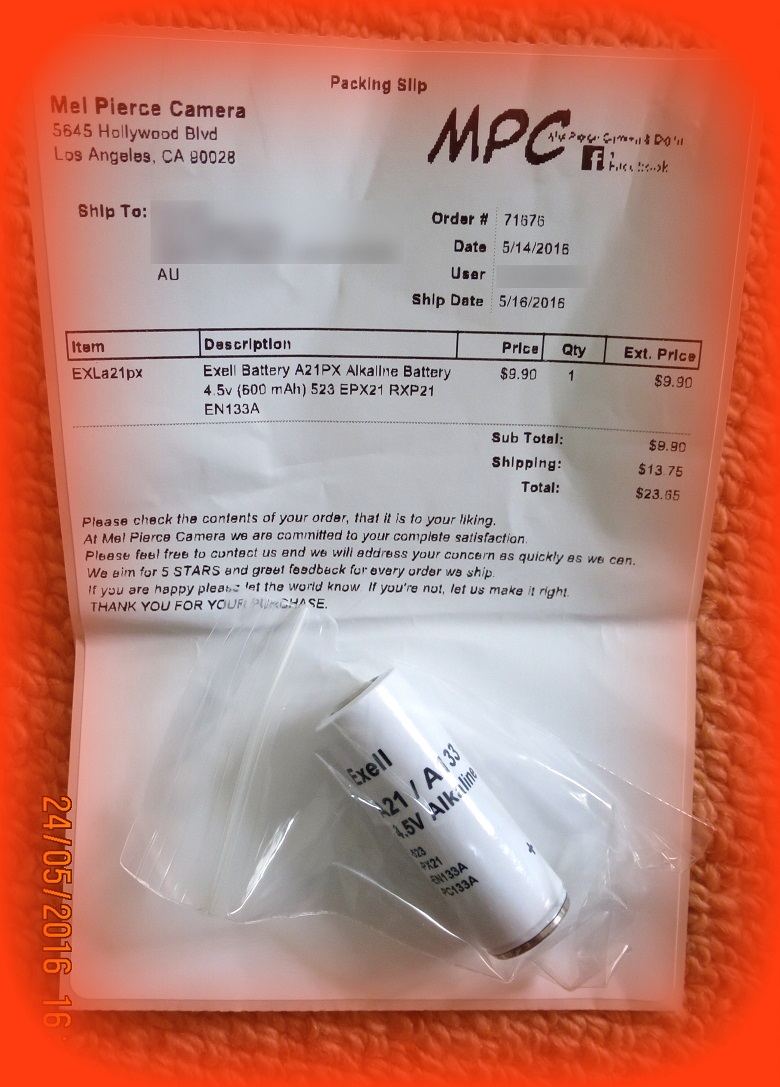 Packing Slip
Mel Pierce Camera
5645 Hollywood Blvd
Los Angeles, CA 90028
MPC
Facebook
Ship To:
AU
Order # 71676
Date 5/14/2016
User
Ship Date 5/16/2016
Item Description Price Qty Ext. Price
EXLa21px Exell Battery A21PX Alkaline Battery $9.90 1 $9.90
4.5v (600 mAh) 523 EPX21 RXP21
EN133A
Sub Total: $9.90
Shipping: $13.75
Total: $23.65
Please check the contents of your order, that it is to your liking.
At Mel Pierce Camera we are committed to your complete satisfaction.
Please feel free to contact us and we will address your concern as quickly as we can.
We aim for 5 STARS and great feedback for every order we ship.
If you are happy please let the world know. If you're not, let us make it right.
THANK YOU FOR YOUR PURCHASE.
Exell
A21 / A133
4.5V Alkaline
523
PX21
EN133A
PC133A
+
24/05/2016 16